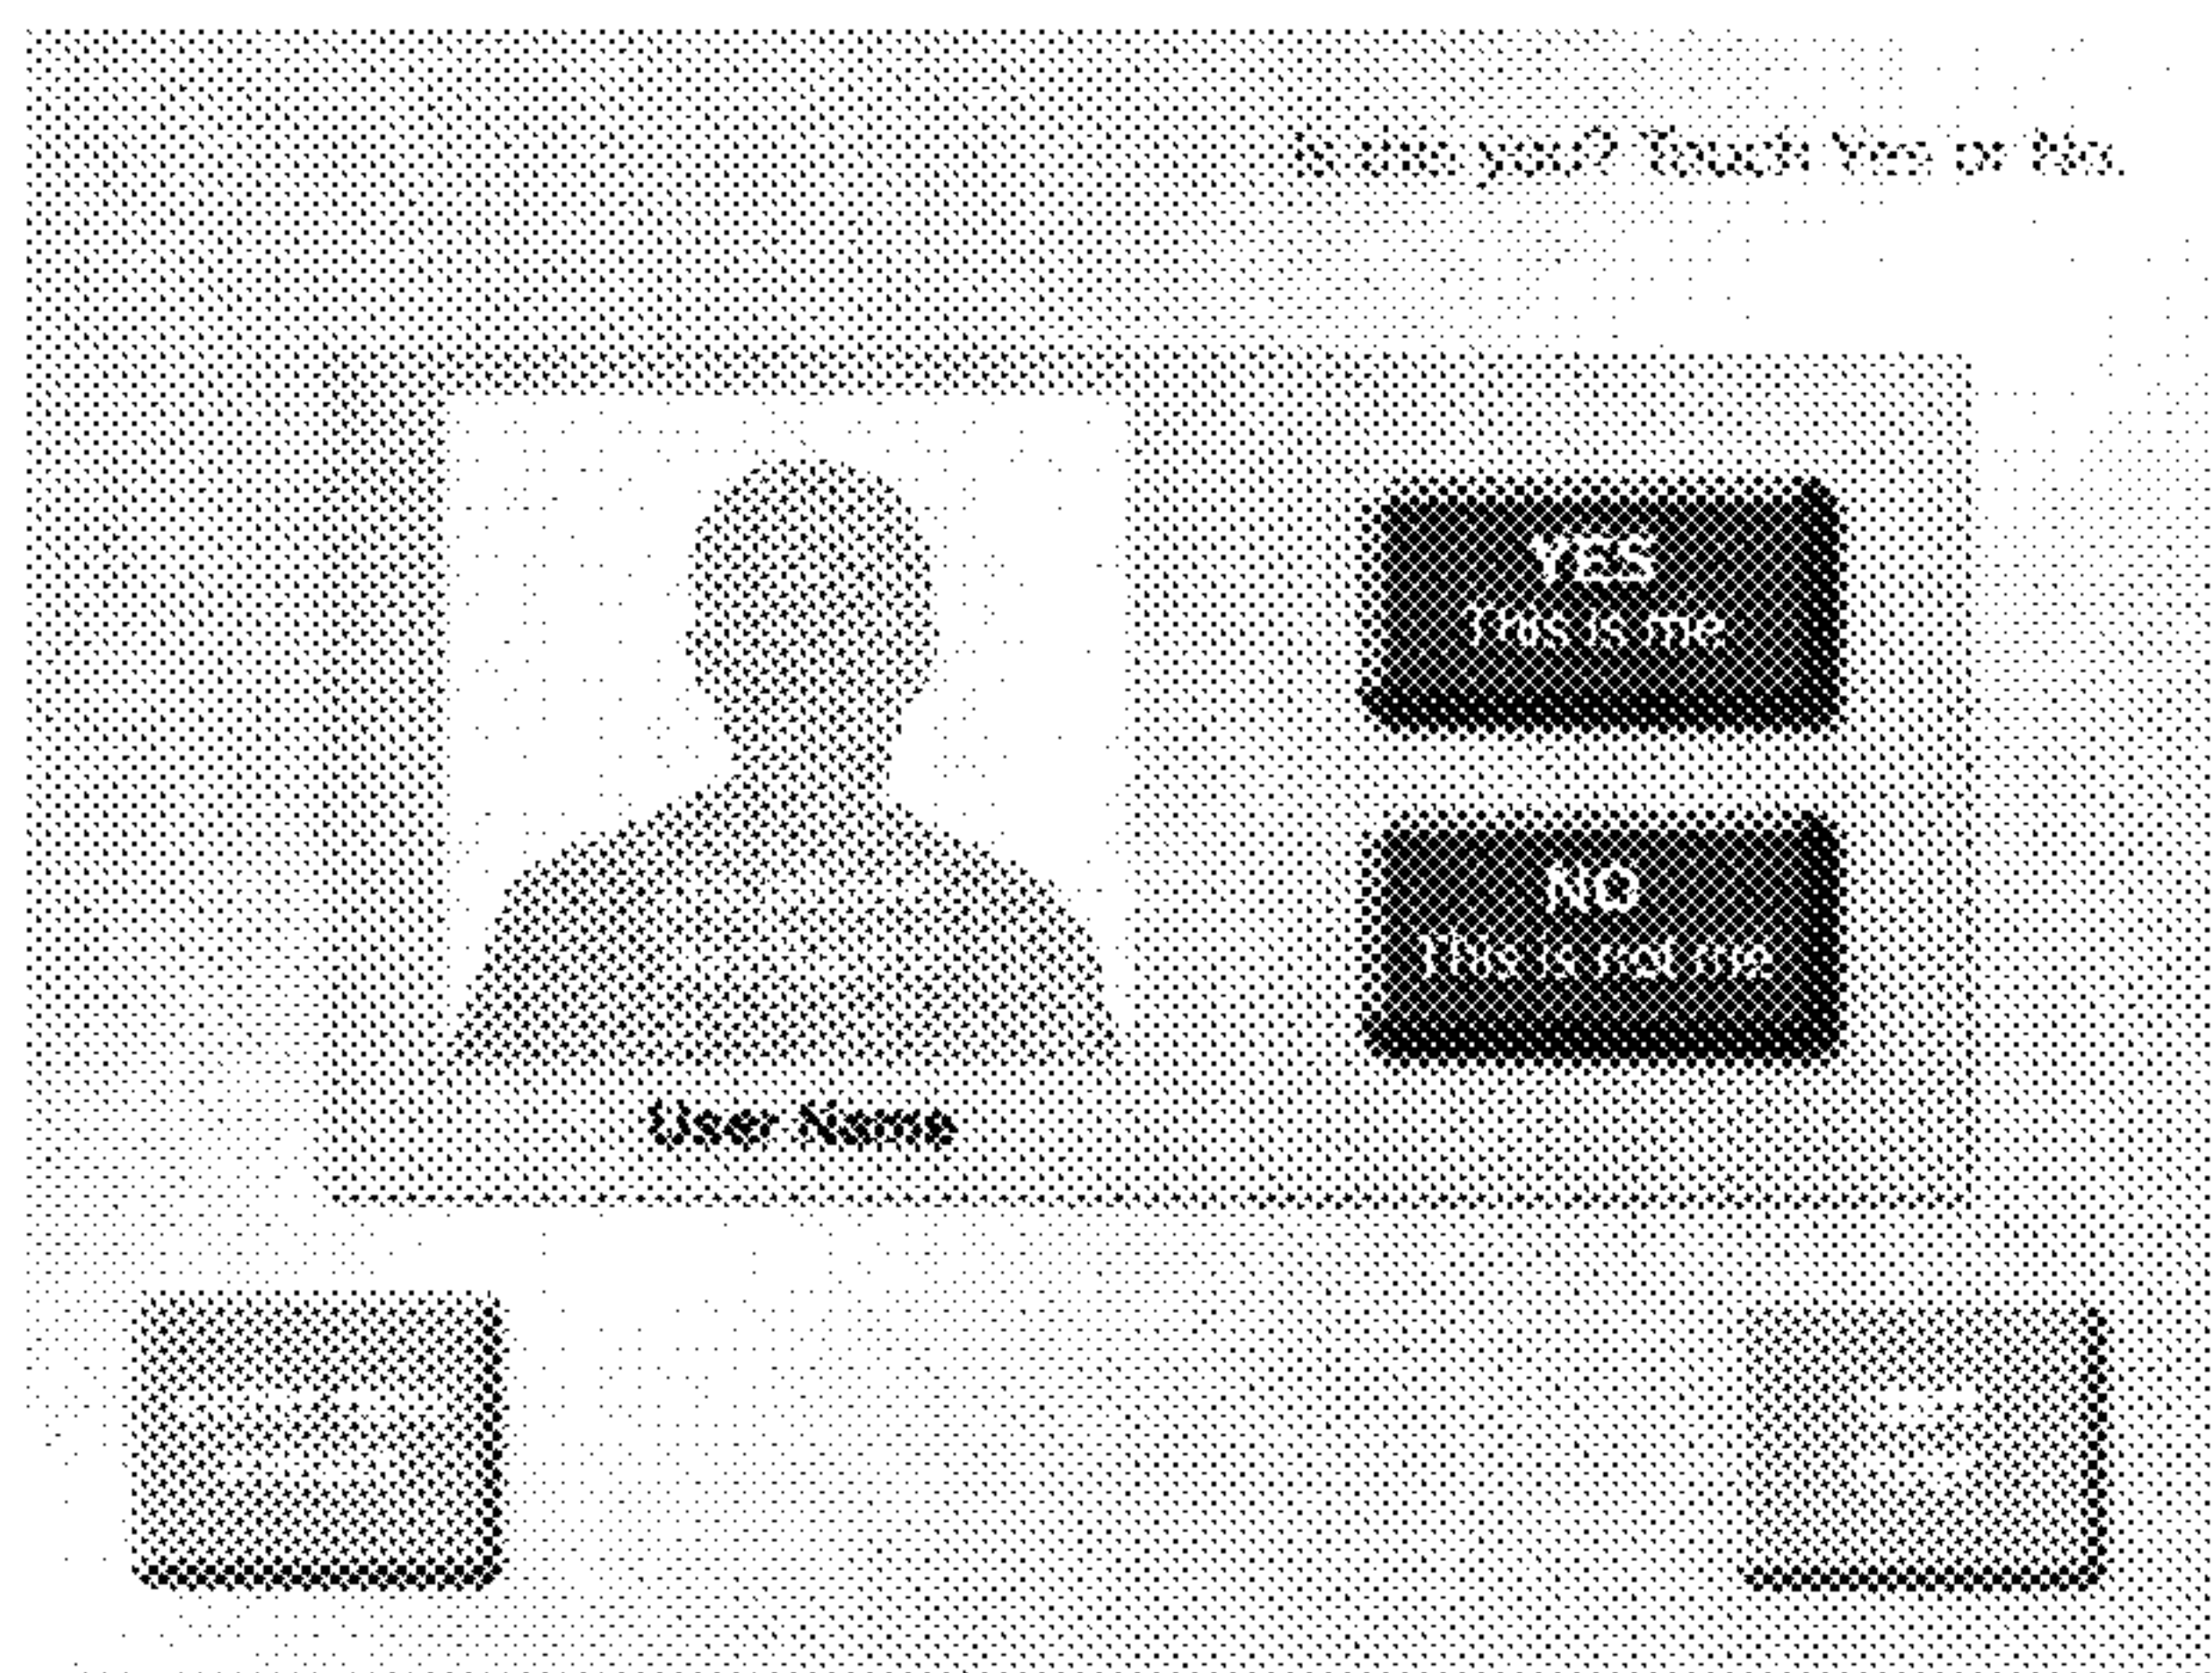 Is this you? Touch Yes or No.
YES
This is me
NO
This is not me
User Name